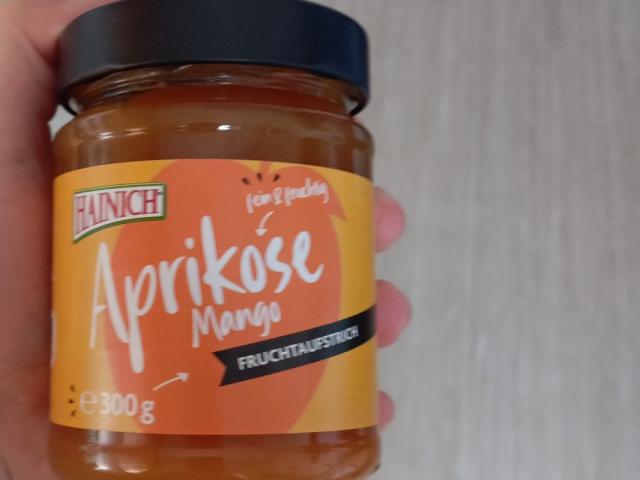 HAINICH
fein & fruchtig
Aprikose
Mango
FRUCHTAUFSTRICH
℮ 300 g